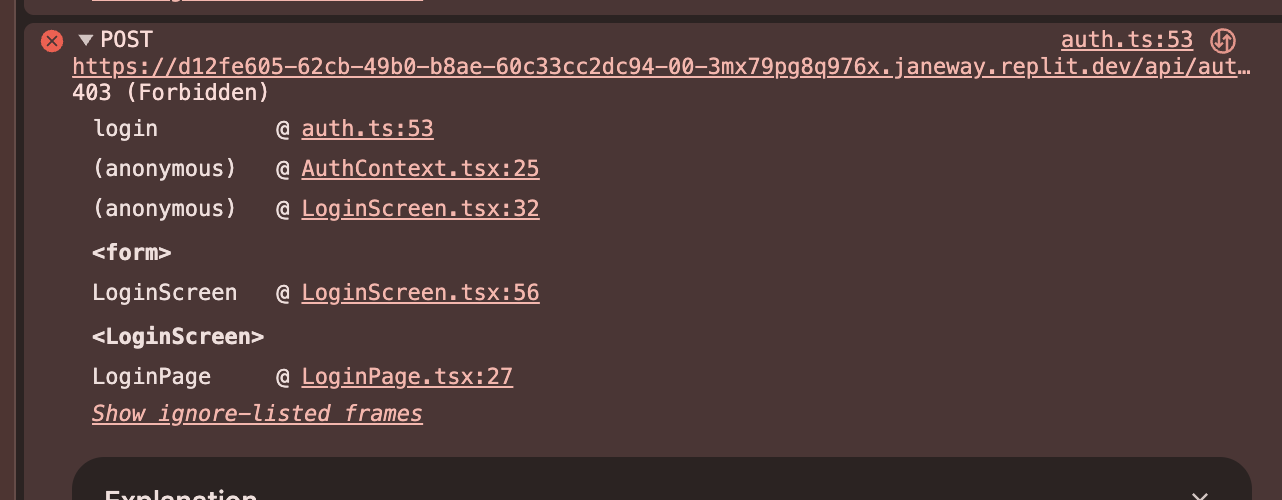 POST auth.ts:53
https://d12fe605-62cb-49b0-b8ae-60c33cc2dc94-00-3mx79pg8q976x.janeway.replit.dev/api/aut…
403 (Forbidden)
login @ auth.ts:53
(anonymous) @ AuthContext.tsx:25
(anonymous) @ LoginScreen.tsx:32
<form>
LoginScreen @ LoginScreen.tsx:56
<LoginScreen>
LoginPage @ LoginPage.tsx:27
Show ignore-listed frames
Explanation